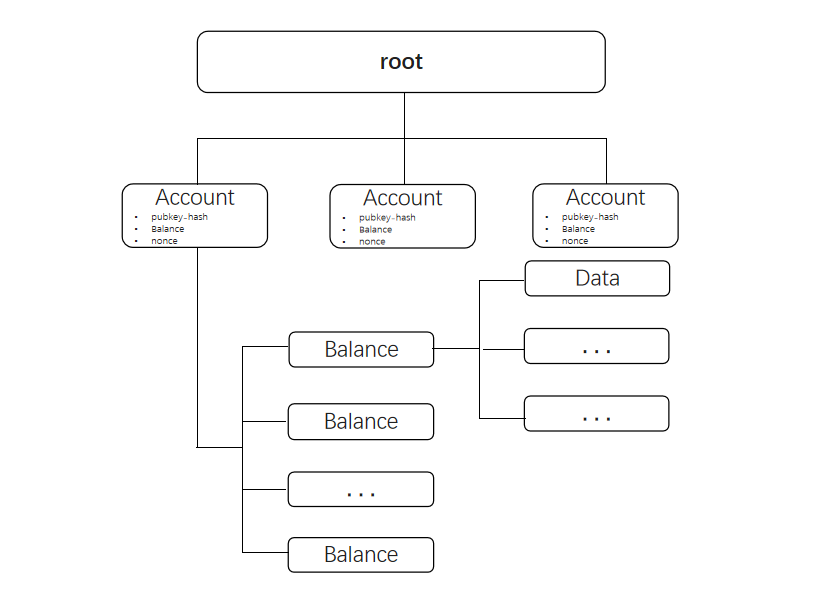 root
Account
• pubkey-hash
• Balance
• nonce
Account
• pubkey-hash
• Balance
• nonce
Account
• pubkey-hash
• Balance
• nonce
Data
Balance
...
Balance
...
...
Balance